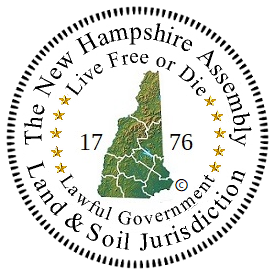 The New Hampshire Assembly
Live Free or Die
17 76
©
Lawful Government
Land & Soil Jurisdiction